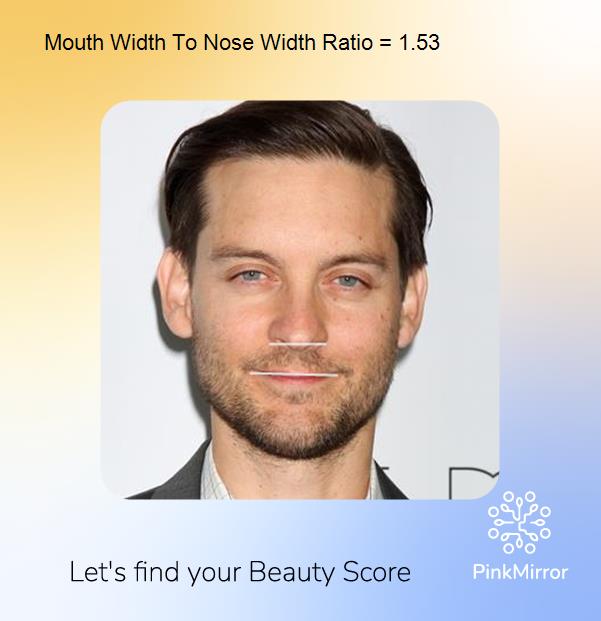 Mouth Width To Nose Width Ratio = 1.53
Let's find your Beauty Score
PinkMirror